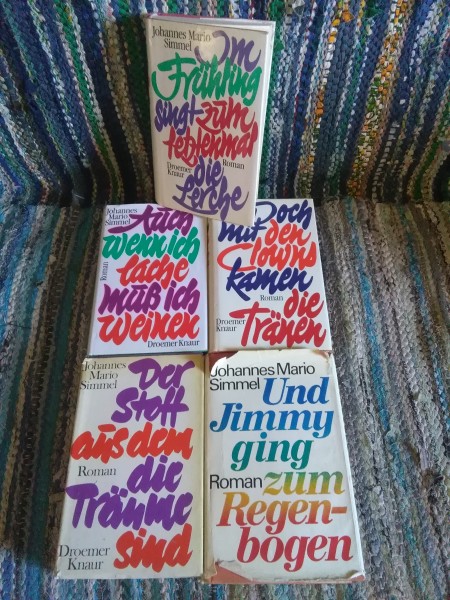 Johannes Mario
Simmel
Im
Frühling
singt zum
letztenmal
Roman
die
Droemer
Knaur
Lerche
Johannes
Mario
Simmel
Auch
wenn ich
Roman
lache
muß ich
weinen
Droemer Knaur
Doch
mit den
Clowns
kamen
Roman
die
Droemer
Knaur
Tränen
Johannes
Mario
Simmel
Der
Stoff
aus dem
Roman
die
Träume
Droemer
Knaur
sind
Johannes Mario
Simmel
Und
Jimmy
ging
Roman zum
Regen-
bogen